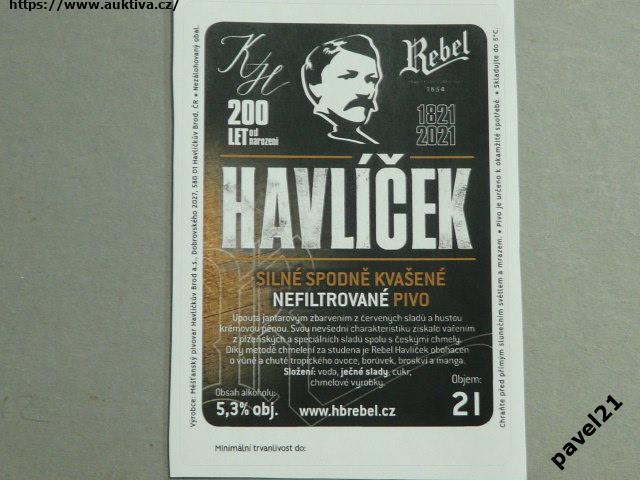 https://www.auktiva.cz/
KH
Rebel
1834
200
LET od narození
1821
2021
HAVLÍČEK
SILNÉ SPODNĚ KVAŠENÉ
NEFILTROVANÉ PIVO
Upoutá jantarovým zbarvením z červených sladů a hustou
krémovou pěnou. Svou nevšední charakteristiku získalo vařením
z plzeňských a speciálních sladů spolu s českými chmely.
Díky metodě chmelení za studena je Rebel Havlíček obohacen
o vůně a chutě tropického ovoce, borůvek, broskví a manga.
Složení: voda, ječné slady, cukr,
chmelové výrobky.
Obsah alkoholu:
5,3% obj.
www.hbrebel.cz
Objem:
2 l
Minimální trvanlivost do:
Výrobce: Měšťanský pivovar Havlíčkův Brod a.s., Dobrovského 2027, 580 01 Havlíčkův Brod, ČR • Nezálohovaný obal.
Chraňte před přímým slunečním světlem a mrazem. • Pivo je určeno k okamžité spotřebě. • Skladujte do 6°C.
pavel21